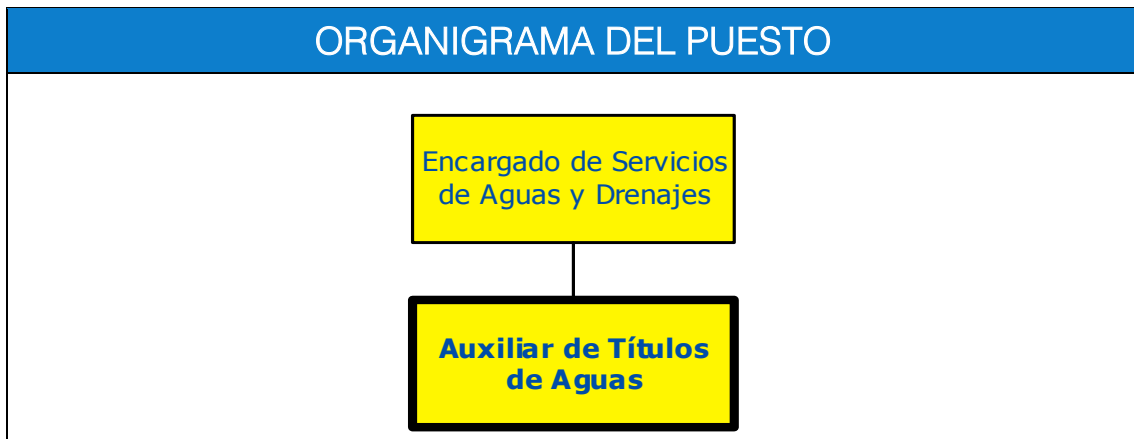 ORGANIGRAMA DEL PUESTO
Encargado de Servicios
de Aguas y Drenajes
Auxiliar de Títulos
de Aguas